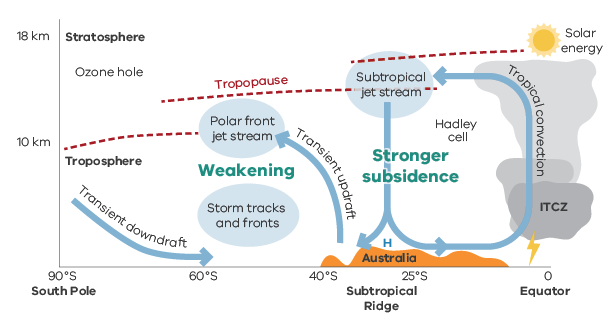 18 km
Stratosphere
Solar
energy
Ozone hole
Tropopause
Subtropical
jet stream
Tropical convection
Polar front
jet stream
Hadley
cell
10 km
Troposphere
Transient updraft
Weakening
Stronger
subsidence
Transient downdraft
Storm tracks
and fronts
ITCZ
H
Australia
90°S
60°S
40°S
25°S
0
South Pole
Subtropical
Ridge
Equator